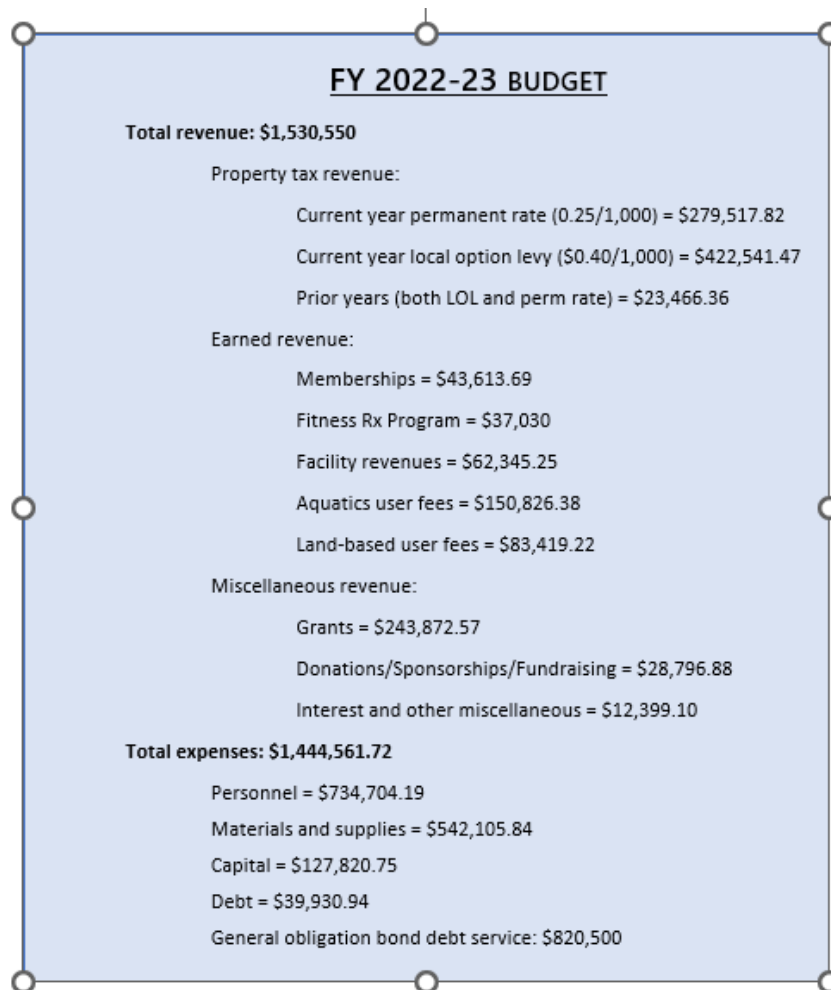 FY 2022-23 BUDGET
Total revenue: $1,530,550
Property tax revenue:
Current year permanent rate (0.25/1,000) = $279,517.82
Current year local option levy ($0.40/1,000) = $422,541.47
Prior years (both LOL and perm rate) = $23,466.36
Earned revenue:
Memberships = $43,613.69
Fitness Rx Program = $37,030
Facility revenues = $62,345.25
Aquatics user fees = $150,826.38
Land-based user fees = $83,419.22
Miscellaneous revenue:
Grants = $243,872.57
Donations/Sponsorships/Fundraising = $28,796.88
Interest and other miscellaneous = $12,399.10
Total expenses: $1,444,561.72
Personnel = $734,704.19
Materials and supplies = $542,105.84
Capital = $127,820.75
Debt = $39,930.94
General obligation bond debt service: $820,500